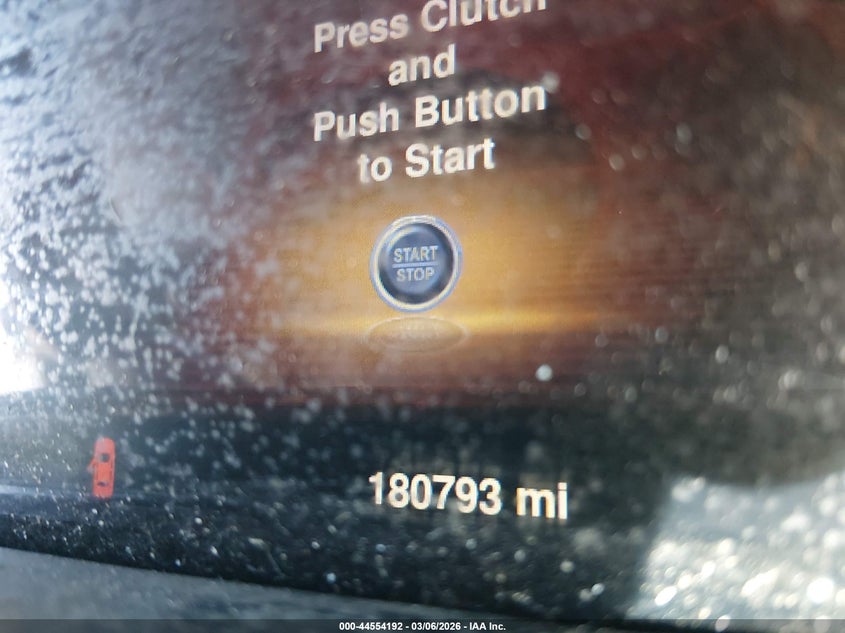 Press Clutch
and
Push Button
to Start
START
STOP
180793 mi
000-44554192 - 03/06/2026 - IAA Inc.